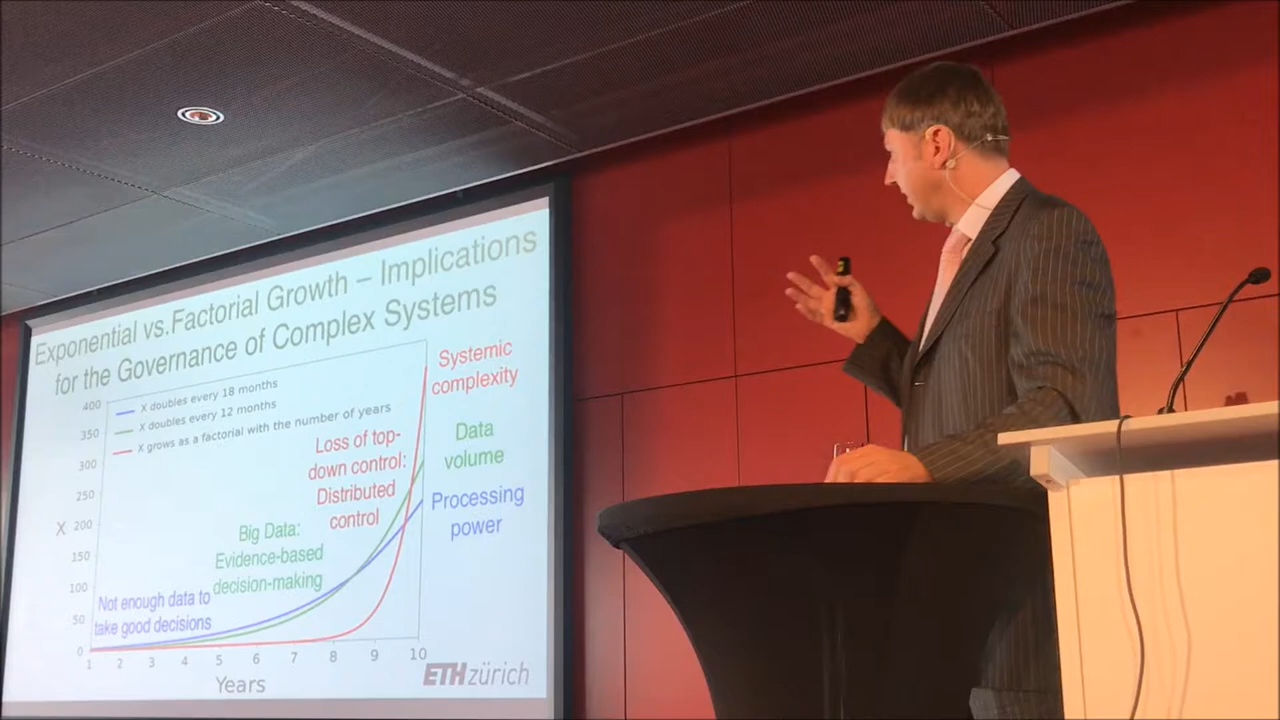 Exponential vs.Factorial Growth – Implications
for the Governance of Complex Systems
X doubles every 18 months
X doubles every 12 months
X grows as a factorial with the number of years
400
350
300
250
200
150
100
50
0
X
1 2 3 4 5 6 7 8 9 10
Years
Not enough data to
take good decisions
Big Data:
Evidence-based
decision-making
Loss of top-
down control:
Distributed
control
Systemic
complexity
Data
volume
Processing
power
ETHzürich